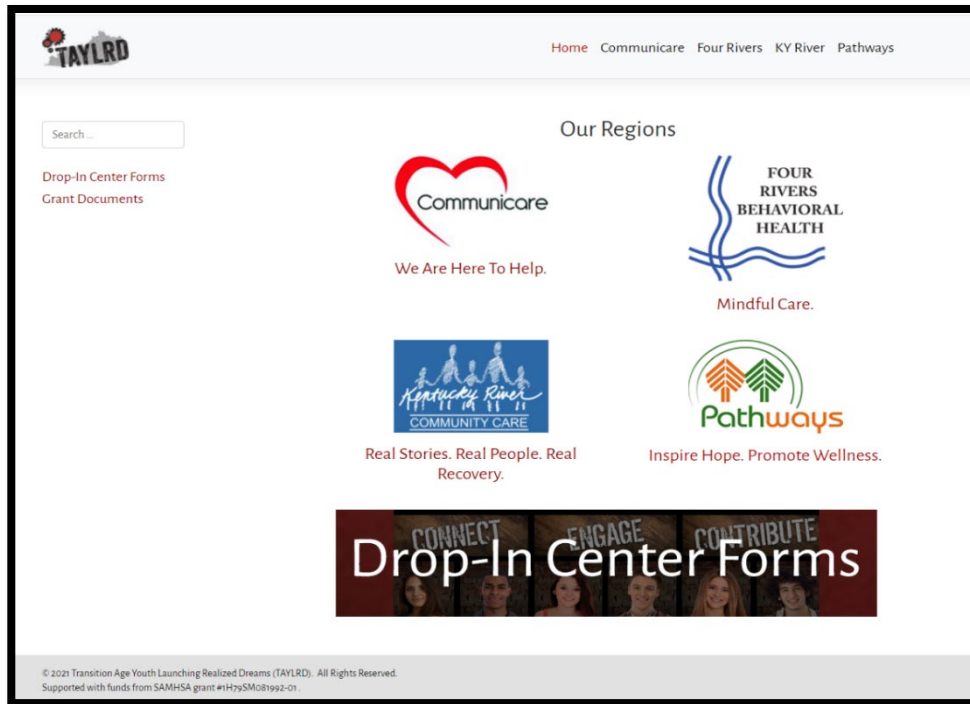 TAYLRD
Home Communicare Four Rivers KY River Pathways
Search ...
Drop-In Center Forms
Grant Documents
Our Regions
Communicare
We Are Here To Help.
FOUR
RIVERS
BEHAVIORAL
HEALTH
Mindful Care.
Kentucky River
COMMUNITY CARE
Real Stories. Real People. Real
Recovery.
Pathways
Inspire Hope. Promote Wellness.
CONNECT ENGAGE CONTRIBUTE
Drop-In Center Forms
© 2021 Transition Age Youth Launching Realized Dreams (TAYLRD). All Rights Reserved.
Supported with funds from SAMHSA grant #1H79SM081992-01.